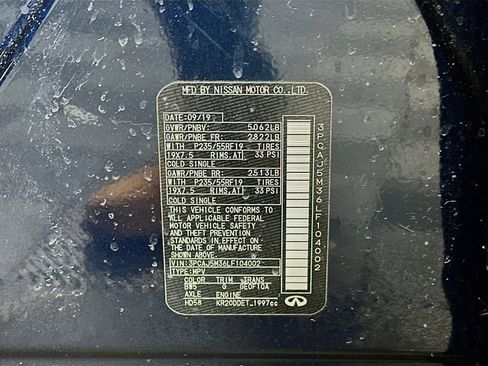 MFD BY NISSAN MOTOR CO.,LTD.
DATE:09/19
GVWR/PNBV: 5,062LB
GAWR/PNBE FR: 2822LB
WITH P235/55RF19 TIRES
19X7.5 RIMS,AT 33 PSI
COLD SINGLE
GAWR/PNBE RR: 2513LB
WITH P235/55RF19 TIRES
19X7.5 RIMS,AT 33 PSI
COLD SINGLE
THIS VEHICLE CONFORMS TO
ALL APPLICABLE FEDERAL
MOTOR VEHICLE SAFETY
AND THEFT PREVENTION
STANDARDS IN EFFECT ON
THE DATE OF MANUFACTURE
SHOWN ABOVE.
VIN:3PCAJ5M36LF104002
TYPE:MPV
COLOR TRIM TRANS
BW5 G 0E0F10A
AXLE ENGINE
HD58 KR20DDET_1997cc
3PCAJ5M36LF104002